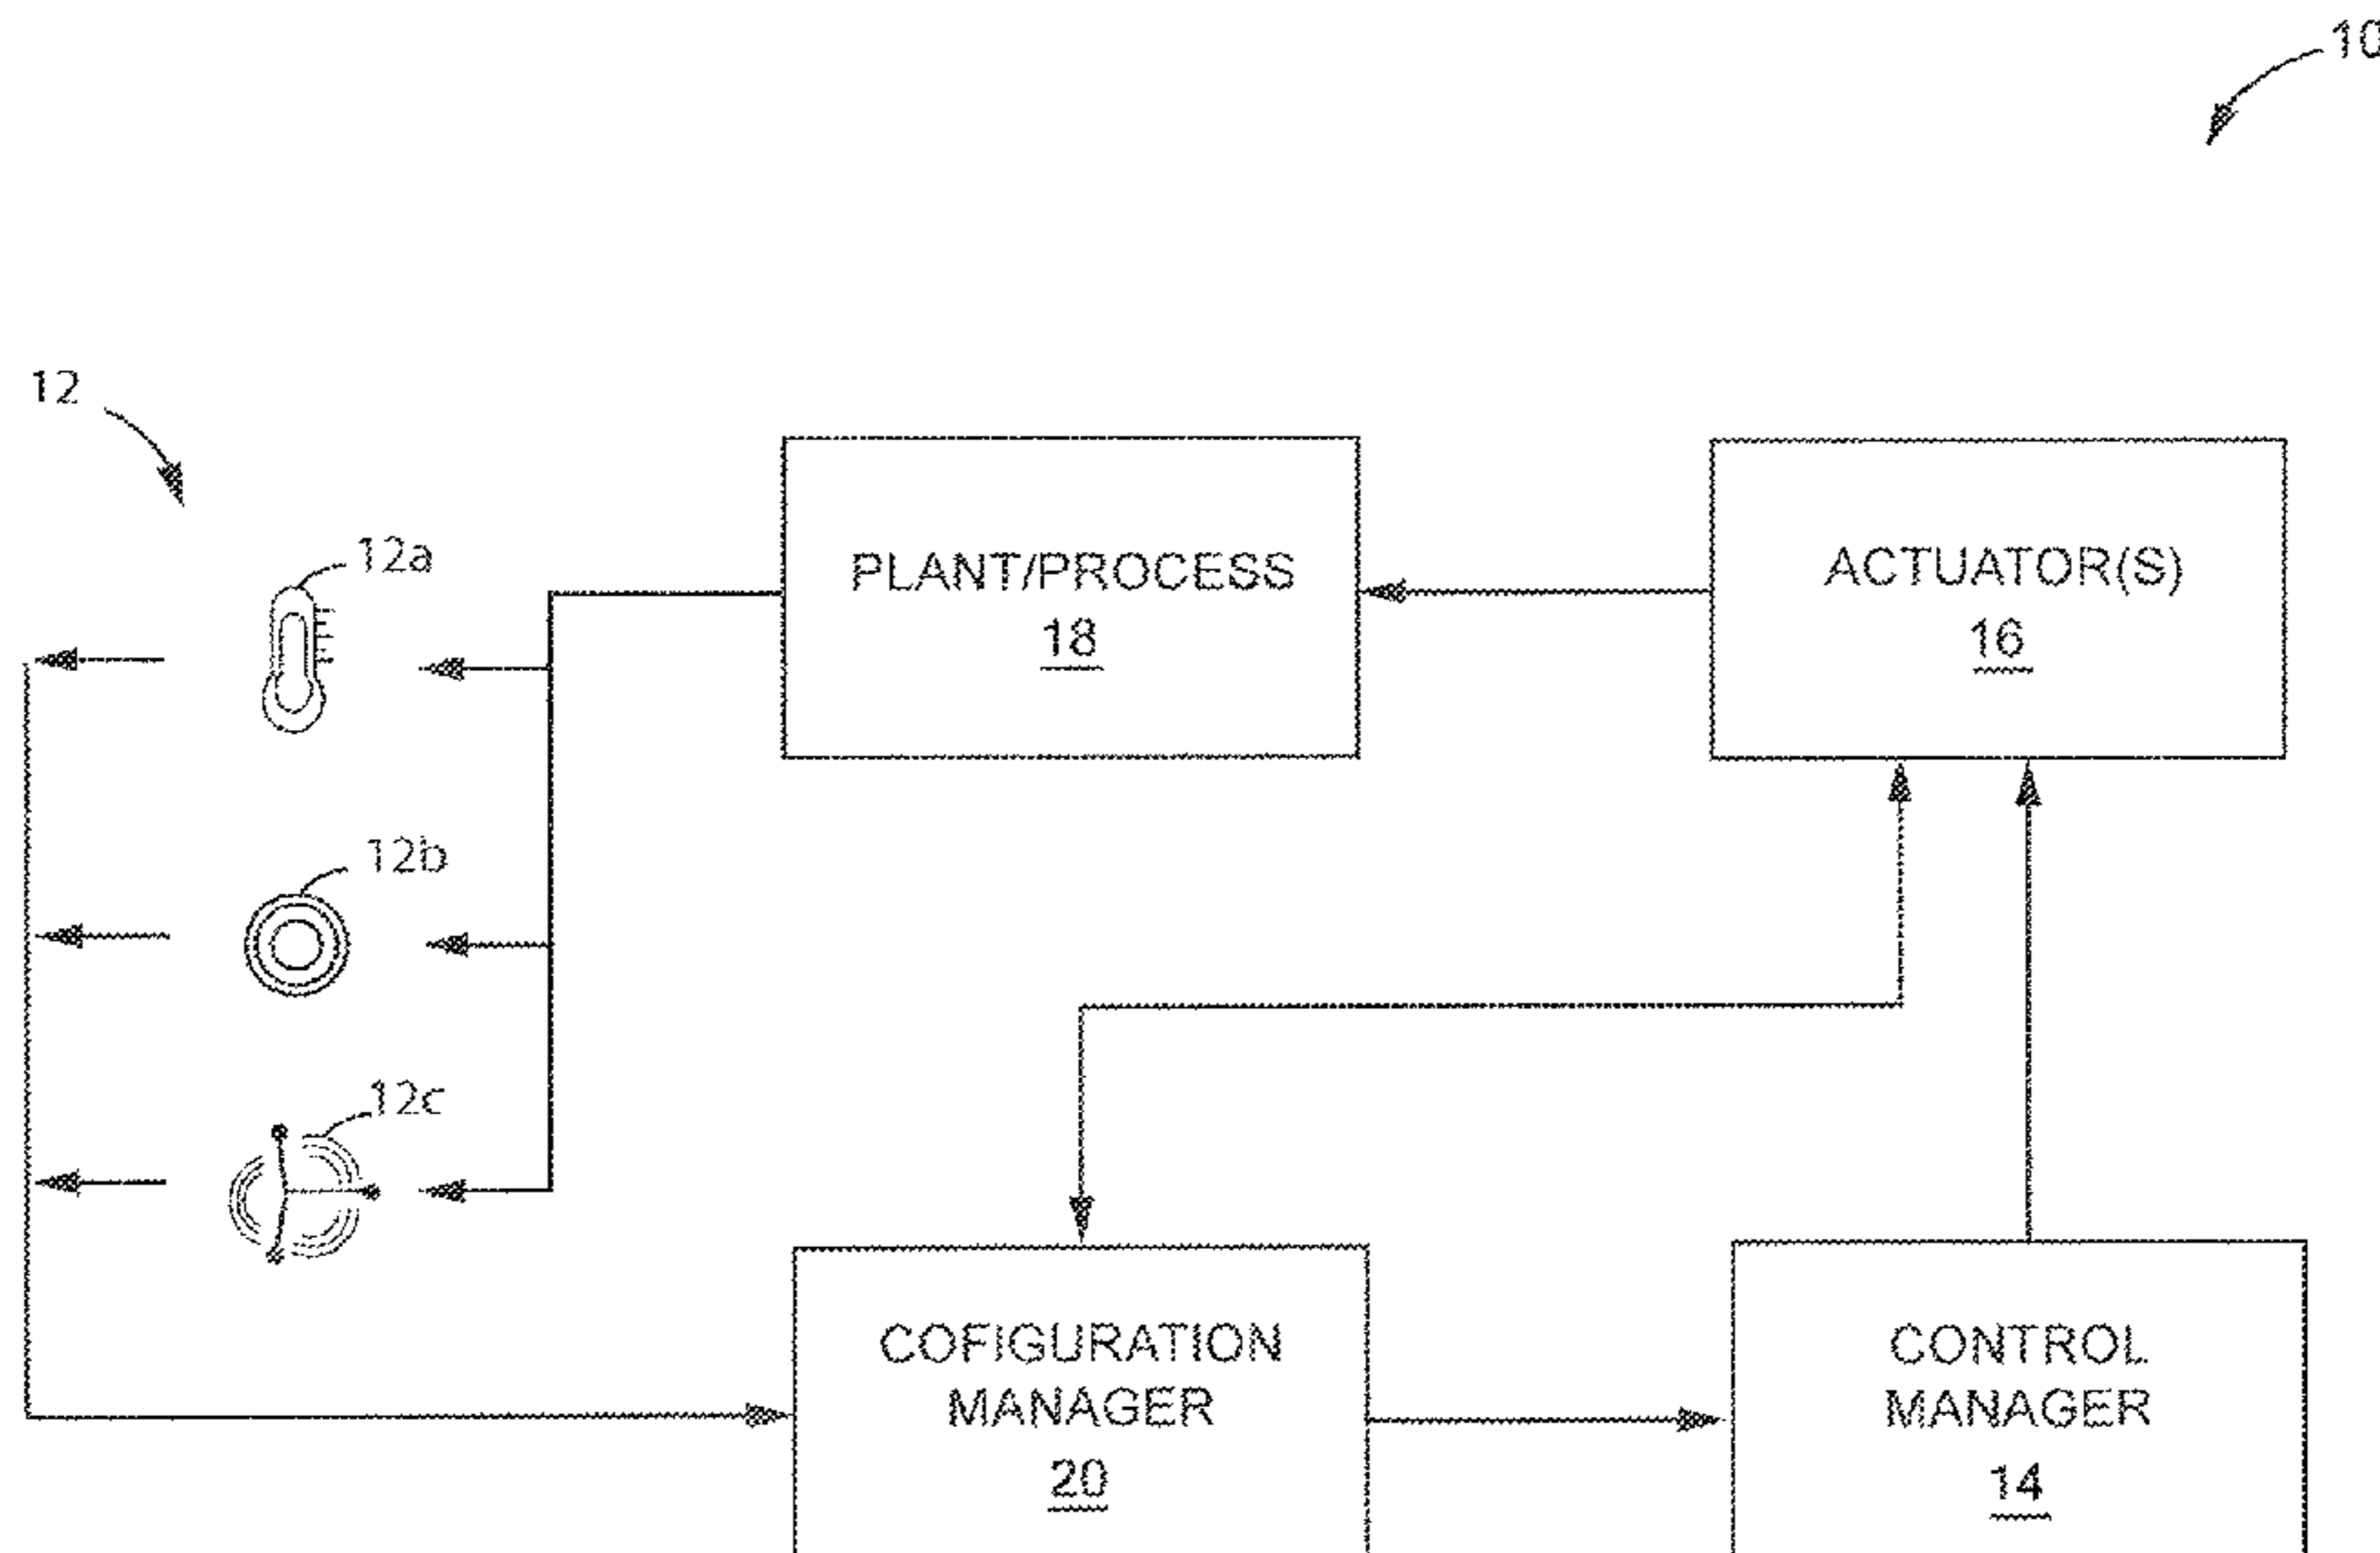 10
12
12a
PLANT/PROCESS
18
ACTUATOR(S)
16
12b
12c
COFIGURATION
MANAGER
20
CONTROL
MANAGER
14